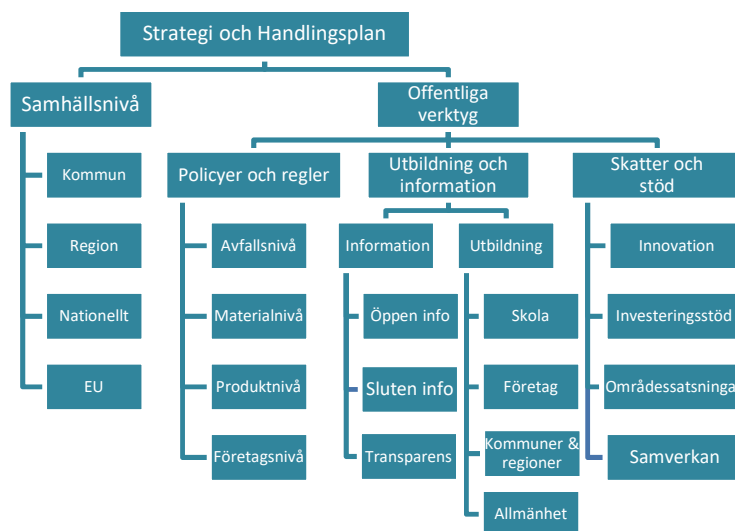 Strategi och Handlingsplan
Samhällsnivå
Offentliga
verktyg
Kommun
Region
Nationellt
EU
Policyer och regler
Utbildning och
information
Skatter och
stöd
Avfallsnivå
Materialnivå
Produktnivå
Företagsnivå
Information
Utbildning
Öppen info
Sluten info
Transparens
Skola
Företag
Kommuner &
regioner
Allmänhet
Innovation
Investeringsstöd
Områdessatsninga
Samverkan